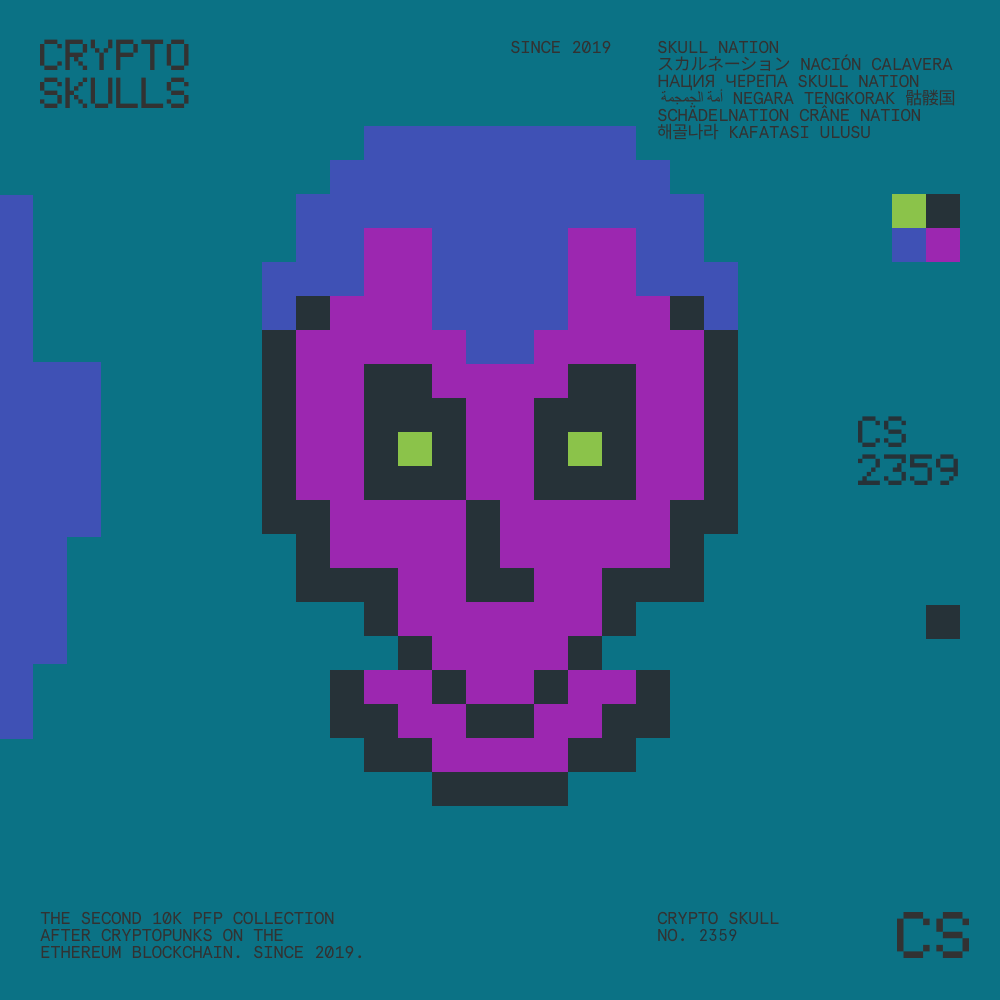 CRYPTO
SKULLS
SINCE 2019
SKULL NATION
スカルネーション NACIÓN CALAVERA
НАЦИЯ ЧЕРЕПА SKULL NATION
أمة الجمجمة NEGARA TENGKORAK 骷髅国
SCHÄDELNATION CRÂNE NATION
해골나라 KAFATASI ULUSU
CS
2359
THE SECOND 10K PFP COLLECTION
AFTER CRYPTOPUNKS ON THE
ETHEREUM BLOCKCHAIN. SINCE 2019.
CRYPTO SKULL
NO. 2359
CS